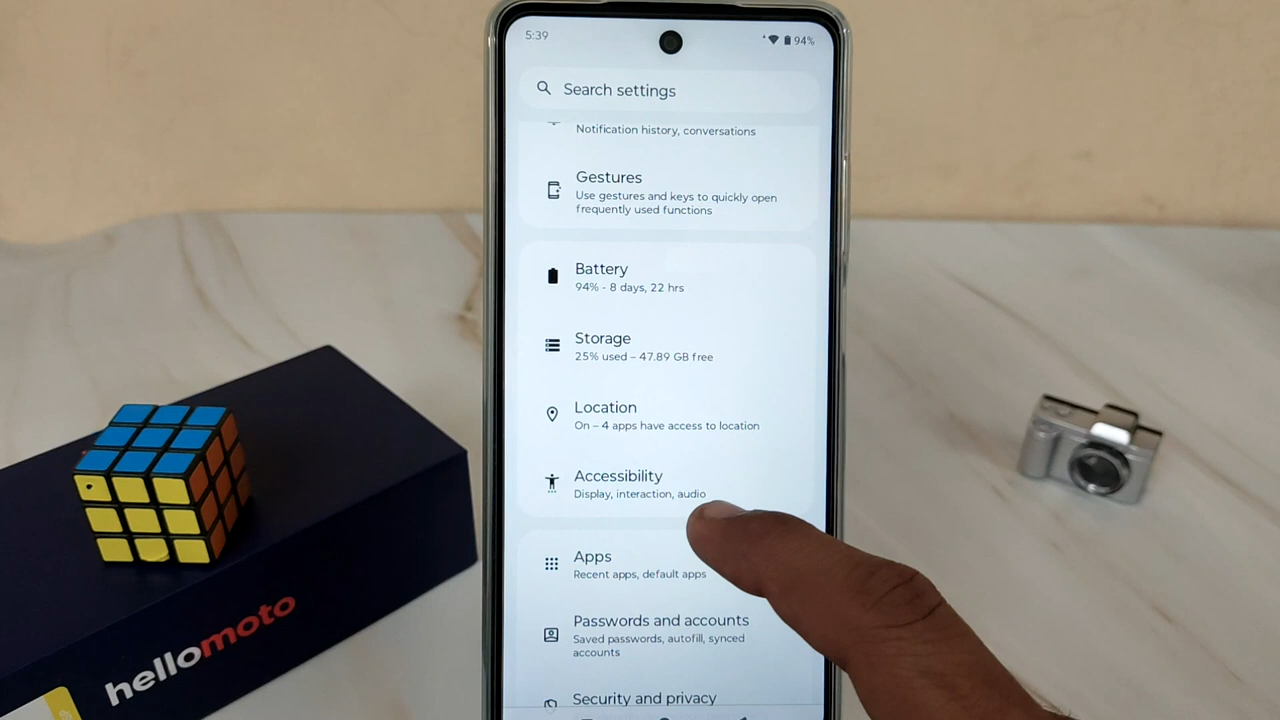 5:39
94%
Search settings
Notification history, conversations
Gestures
Use gestures and keys to quickly open
frequently used functions
Battery
94% - 8 days, 22 hrs
Storage
25% used – 47.89 GB free
Location
On – 4 apps have access to location
Accessibility
Display, interaction, audio
Apps
Recent apps, default apps
Passwords and accounts
Saved passwords, autofill, synced
accounts
Security and privacy
hellomoto